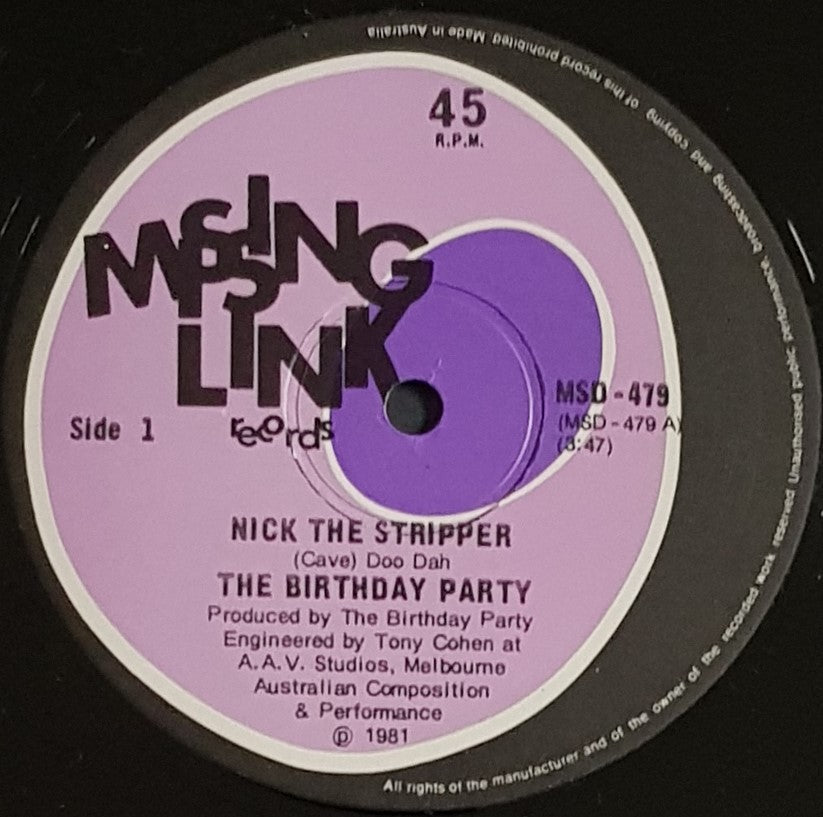 45
R.P.M.
MISSING
LINK
records
Side 1
MSD-479
(MSD-479 A)
(3:47)
NICK THE STRIPPER
(Cave) Doo Dah
THE BIRTHDAY PARTY
Produced by The Birthday Party
Engineered by Tony Cohen at
A.A.V. Studios, Melbourne
Australian Composition
& Performance
℗ 1981
All rights of the manufacturer and of the owner of the recorded work reserved Unauthorised public performance, broadcasting and copying of this record prohibited Made in Australia